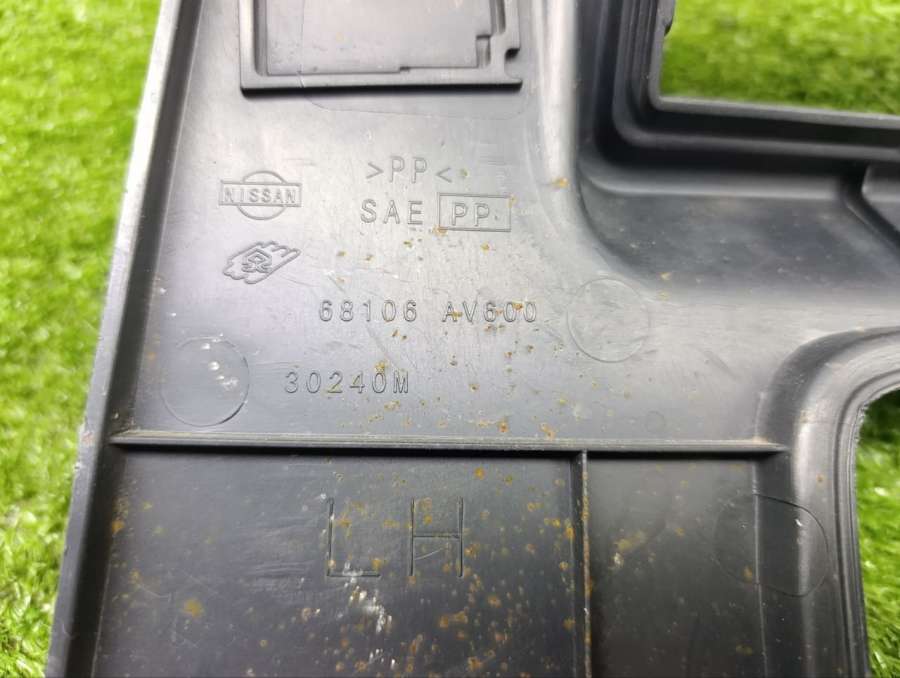 >PP<
NISSAN
SAE PP
68106 AV600
30240M
LH